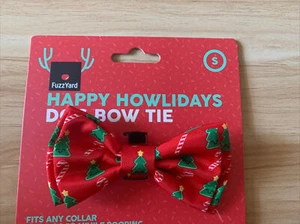 S
FuzzYard
HAPPY HOWLIDAYS
BOW TIE
FITS ANY COLLAR